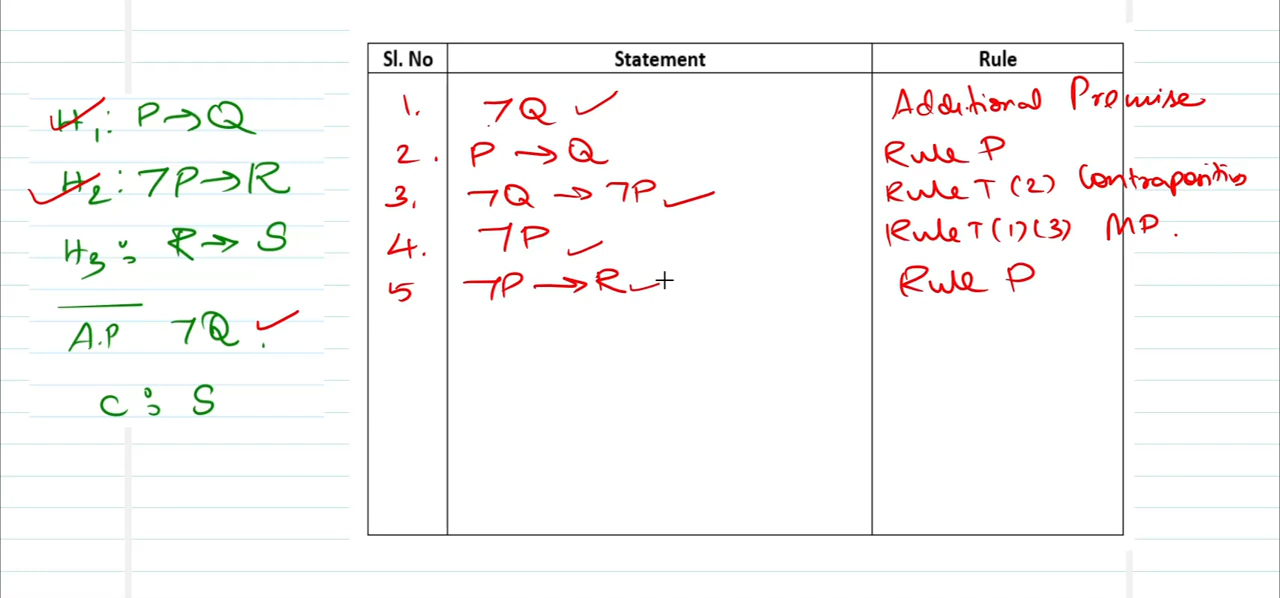 H₁: P→Q
H₂: ¬P→R
H₃: R→S
A.P ¬Q
C: S
Sl. No Statement Rule
1. ¬Q ✓ Additional Premise
2. P→Q Rule P
3. ¬Q→¬P ✓ Rule T (2) Contrapositive
4. ¬P ✓ Rule T (1) (3) MP.
5 ¬P→R ✓ Rule P